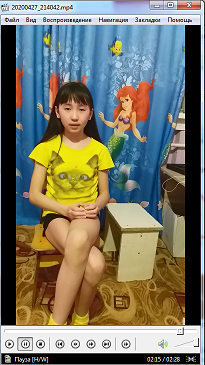 20200427_214042.mp4
Файл Вид Воспроизведение Навигация Закладки Помощь
Пауза [H/W]
02:15 / 02:28